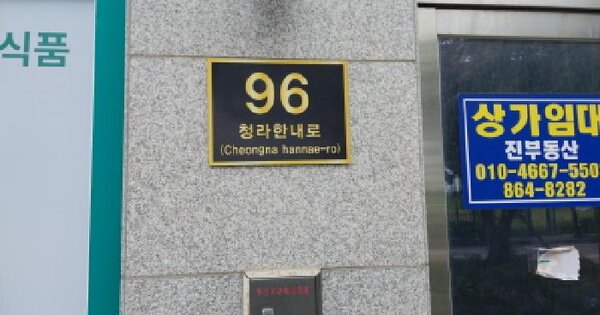 식품
96
청라한내로
(Cheongna hannae-ro)
상가임대
진부동산
010-4667-550
864-8282